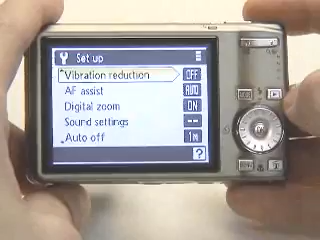 Set up
Vibration reduction OFF
AF assist AUTO
Digital zoom ON
Sound settings --
Auto off 1m
?